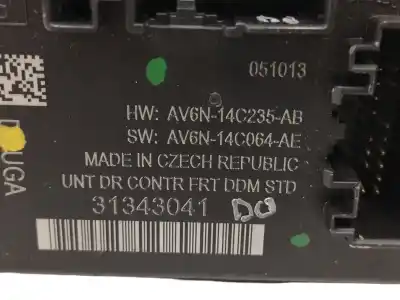 051013
HW: AV6N-14C235-AB
SW: AV6N-14C064-AE
MADE IN CZECH REPUBLIC
UNT DR CONTR FRT DDM STD
31343041 DO